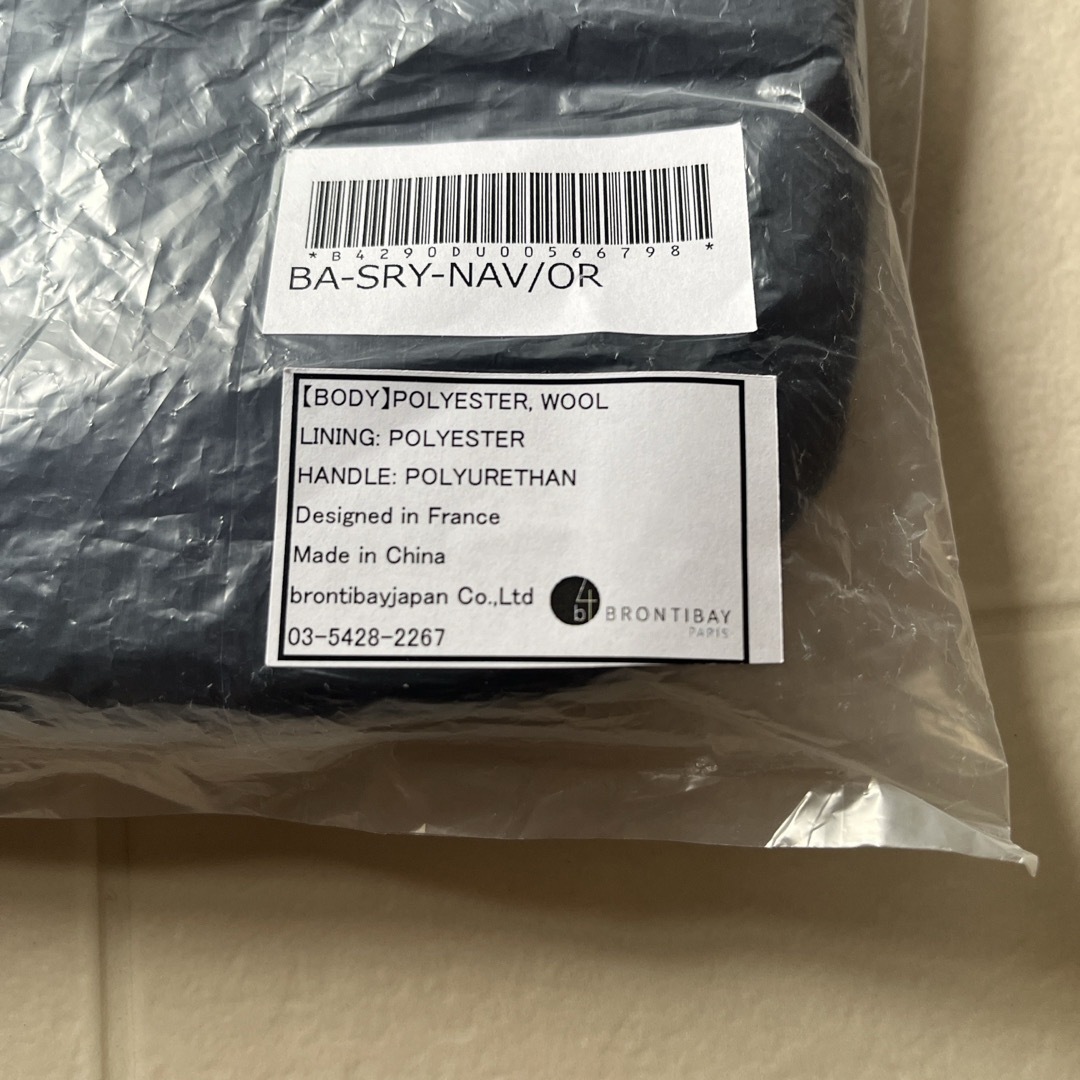 *B4290DU00566798*
BA-SRY-NAV/OR
【BODY】POLYESTER, WOOL
LINING: POLYESTER
HANDLE: POLYURETHAN
Designed in France
Made in China
brontibayjapan Co.,Ltd
03-5428-2267
4b BRONTIBAY
PARIS